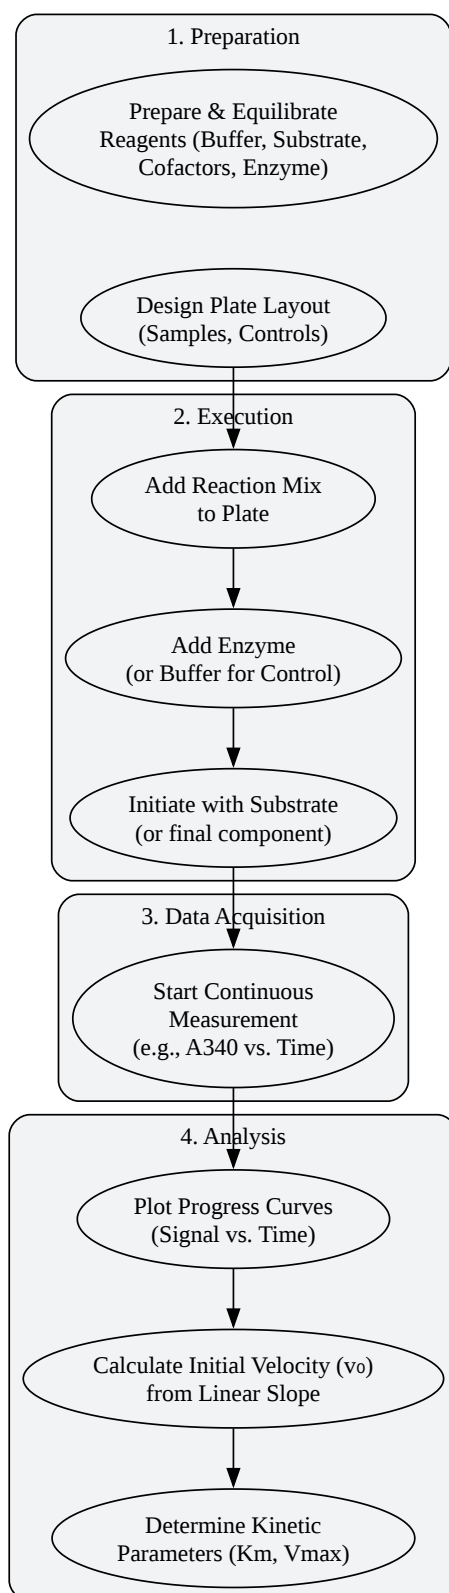 1. Preparation
Prepare & Equilibrate
Reagents (Buffer, Substrate,
Cofactors, Enzyme)
Design Plate Layout
(Samples, Controls)
2. Execution
Add Reaction Mix
to Plate
Add Enzyme
(or Buffer for Control)
Initiate with Substrate
(or final component)
3. Data Acquisition
Start Continuous
Measurement
(e.g., A340 vs. Time)
4. Analysis
Plot Progress Curves
(Signal vs. Time)
Calculate Initial Velocity (v₀)
from Linear Slope
Determine Kinetic
Parameters (Km, Vmax)